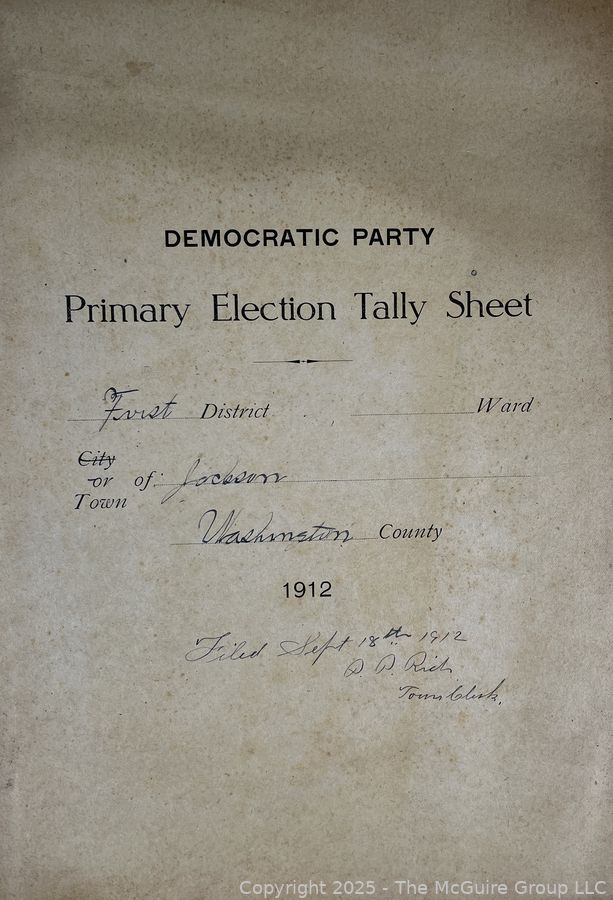 DEMOCRATIC PARTY
Primary Election Tally Sheet
First District Ward
City
or of: Jackson
Town
Washington County
1912
Filed Sept 18th 1912
Rich
Town Clerk.
Copyright 2025 - The McGuire Group LLC